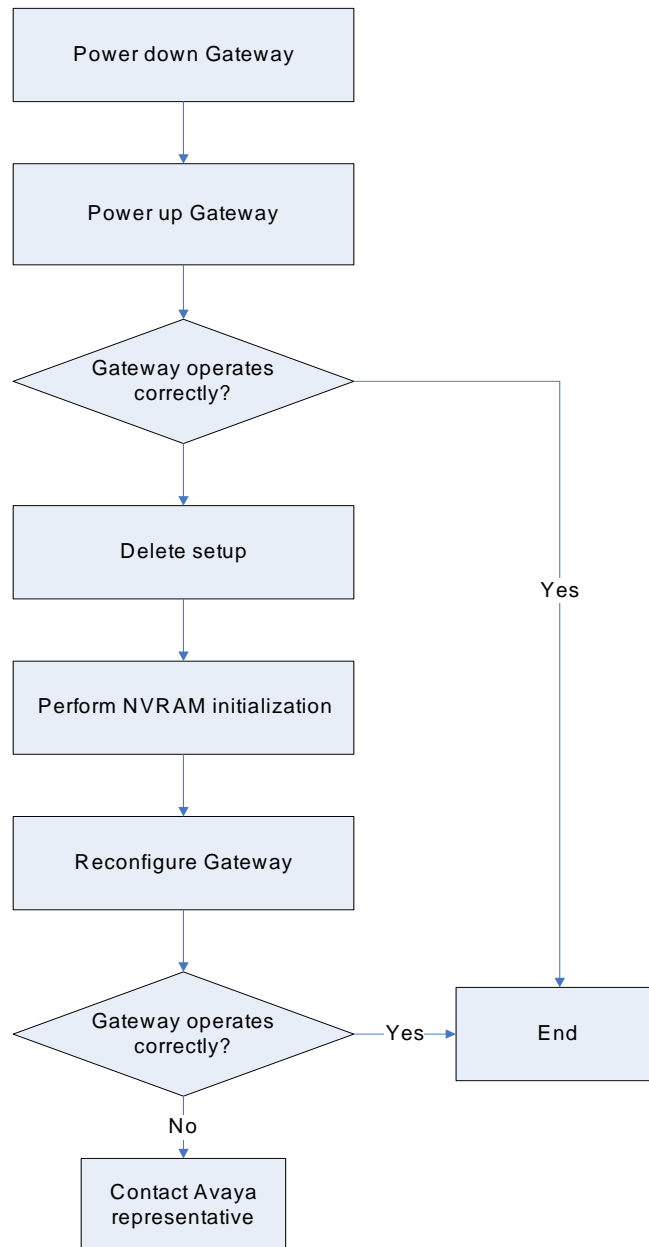 Power down Gateway
Power up Gateway
Gateway operates
correctly?
Delete setup
Yes
Perform NVRAM initialization
Reconfigure Gateway
Gateway operates
correctly?
Yes
End
No
Contact Avaya
representative